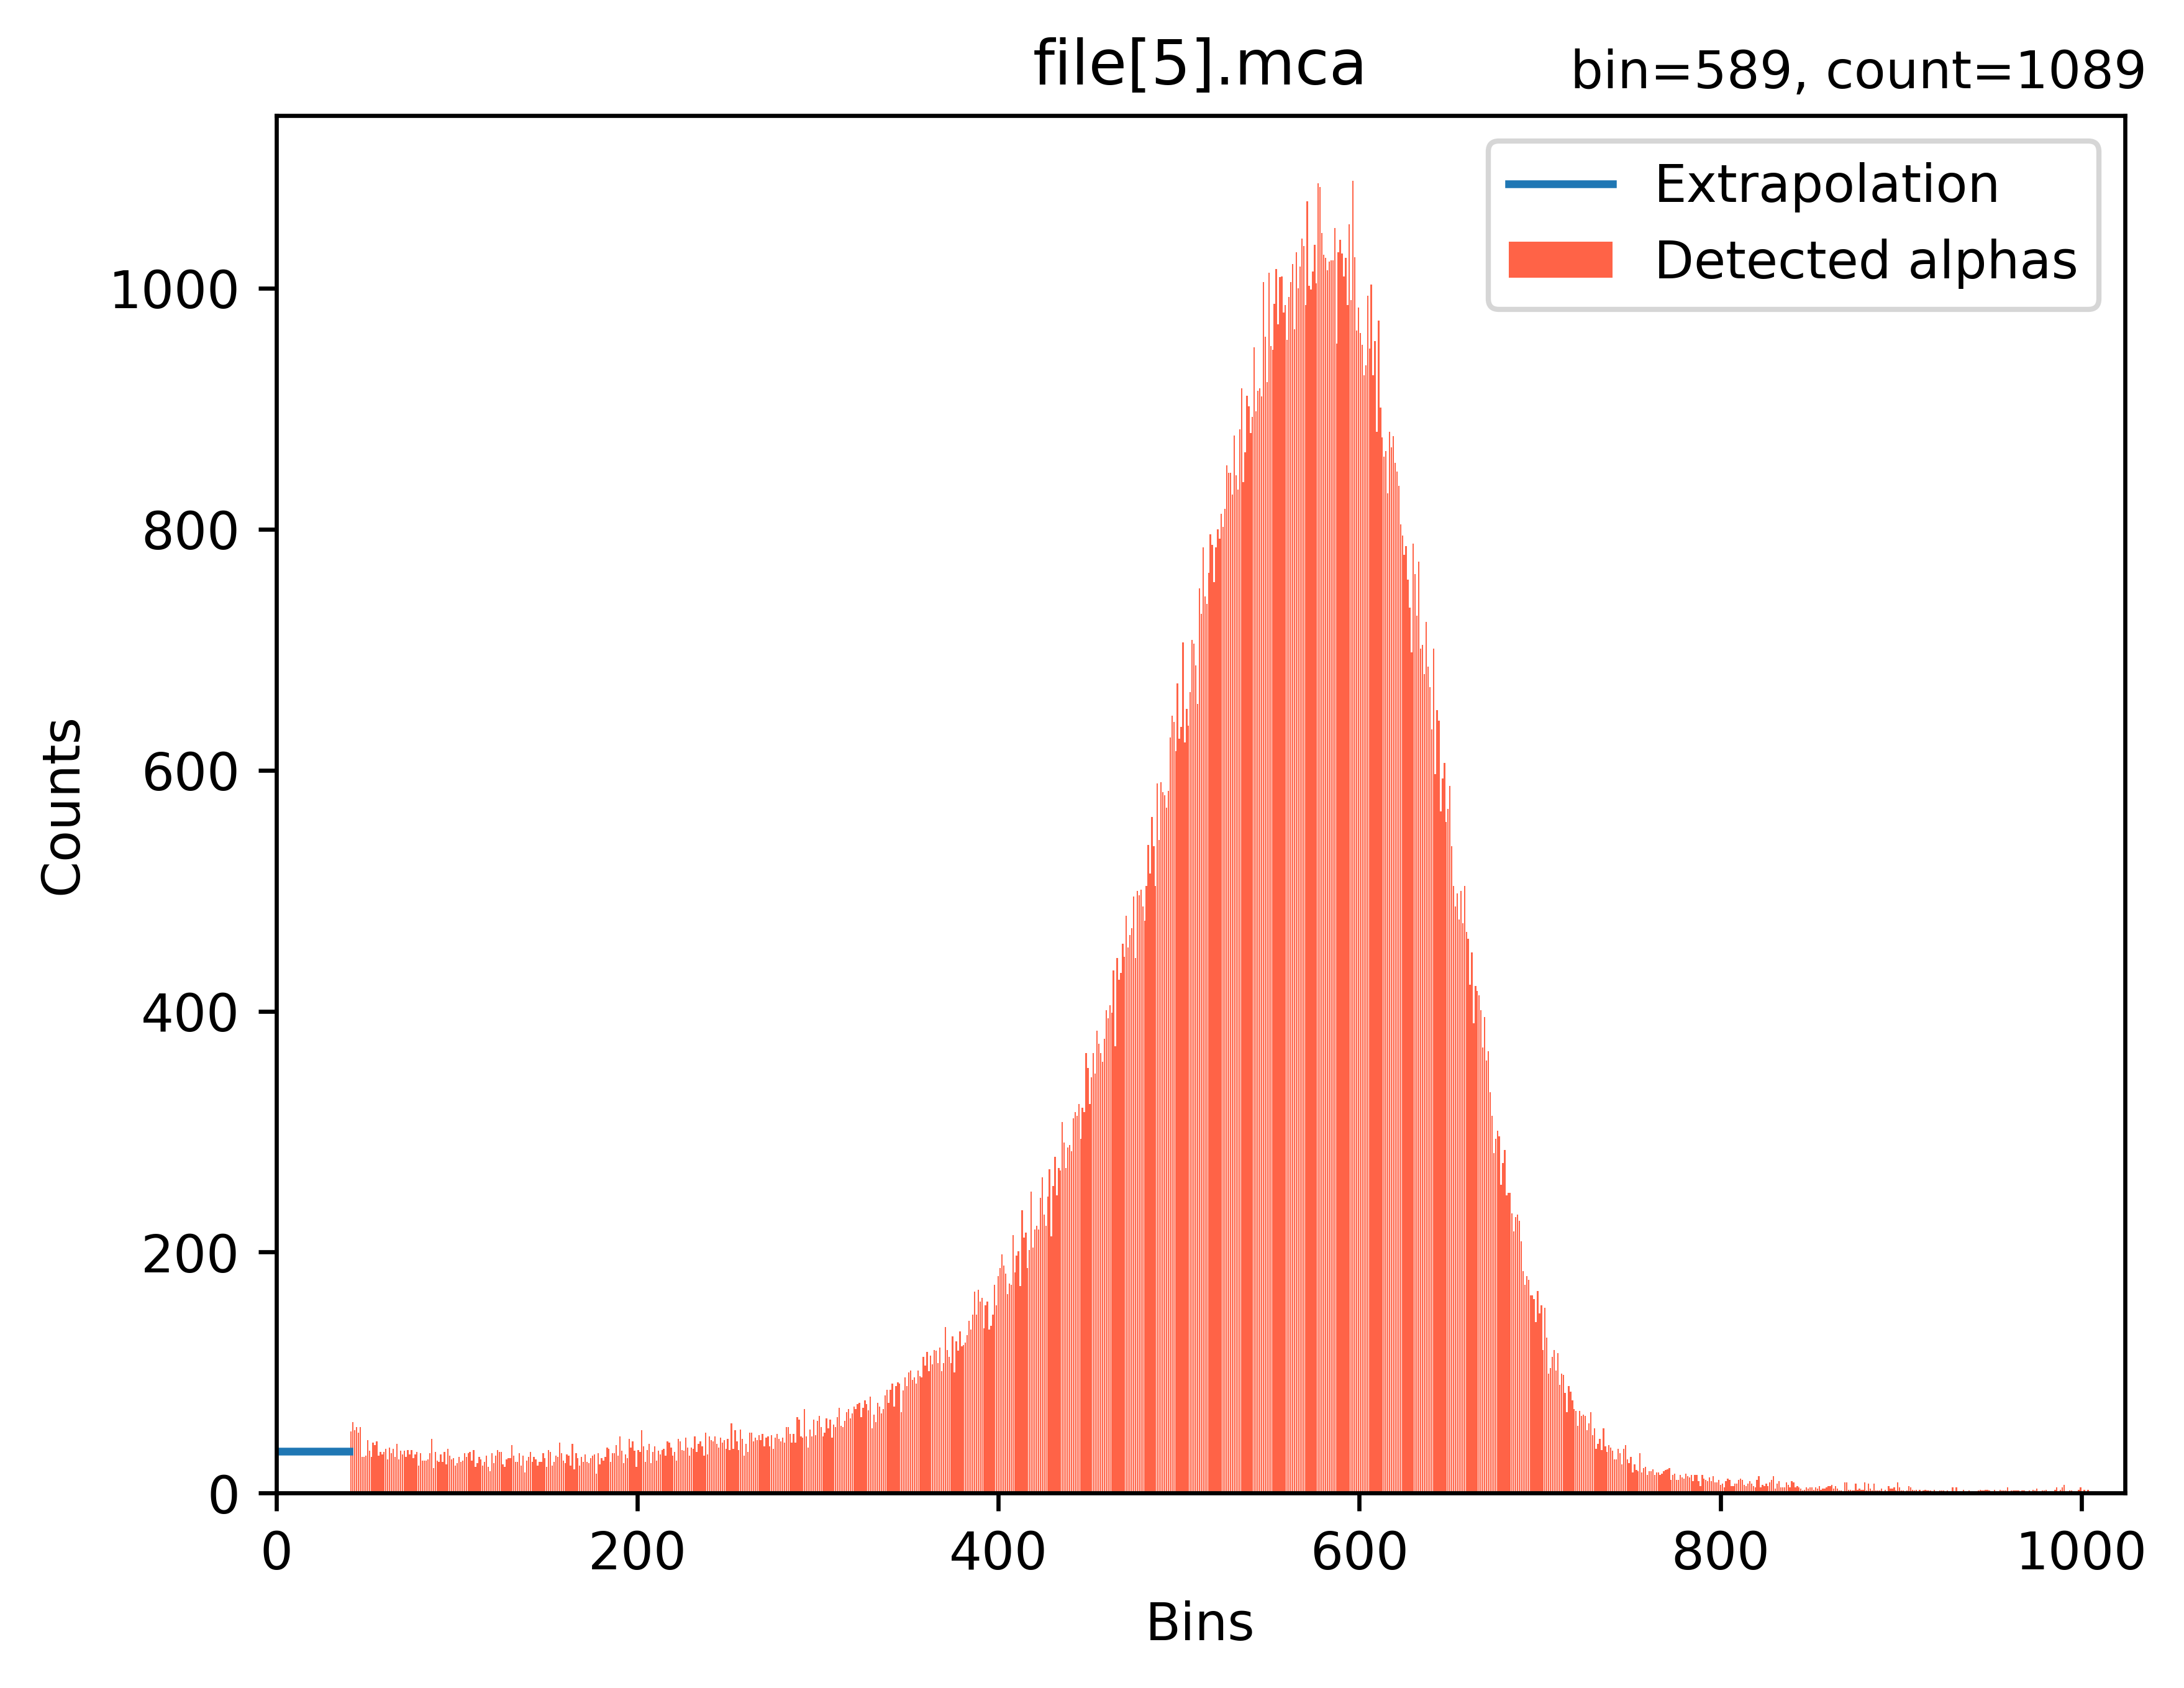 file[5].mca
bin=589, count=1089
Extrapolation
Detected alphas
1000
800
600
400
200
0
Counts
0 200 400 600 800 1000
Bins